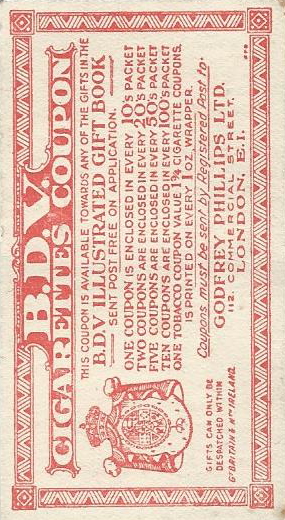 B.D.V.
CIGARETTES COUPON
THIS COUPON IS AVAILABLE TOWARDS ANY OF THE GIFTS IN THE
B.D.V ILLUSTRATED GIFT BOOK
SENT POST FREE ON APPLICATION.
ONE COUPON IS ENCLOSED IN EVERY 10'S PACKET
TWO COUPONS ARE ENCLOSED IN EVERY 20'S PACKET
FIVE COUPONS ARE ENCLOSED IN EVERY 50'S PACKET
TEN COUPONS ARE ENCLOSED IN EVERY 100'S PACKET
ONE TOBACCO COUPON VALUE 1¾ CIGARETTE COUPONS,
IS PRINTED ON EVERY 1 OZ. WRAPPER.
Coupons must be sent by Registered Post to:
GODFREY PHILLIPS LTD.
112, COMMERCIAL STREET,
LONDON, E.1.
GIFTS CAN ONLY BE
DESPATCHED WITHIN
GT BRITAIN & NTH IRELAND.